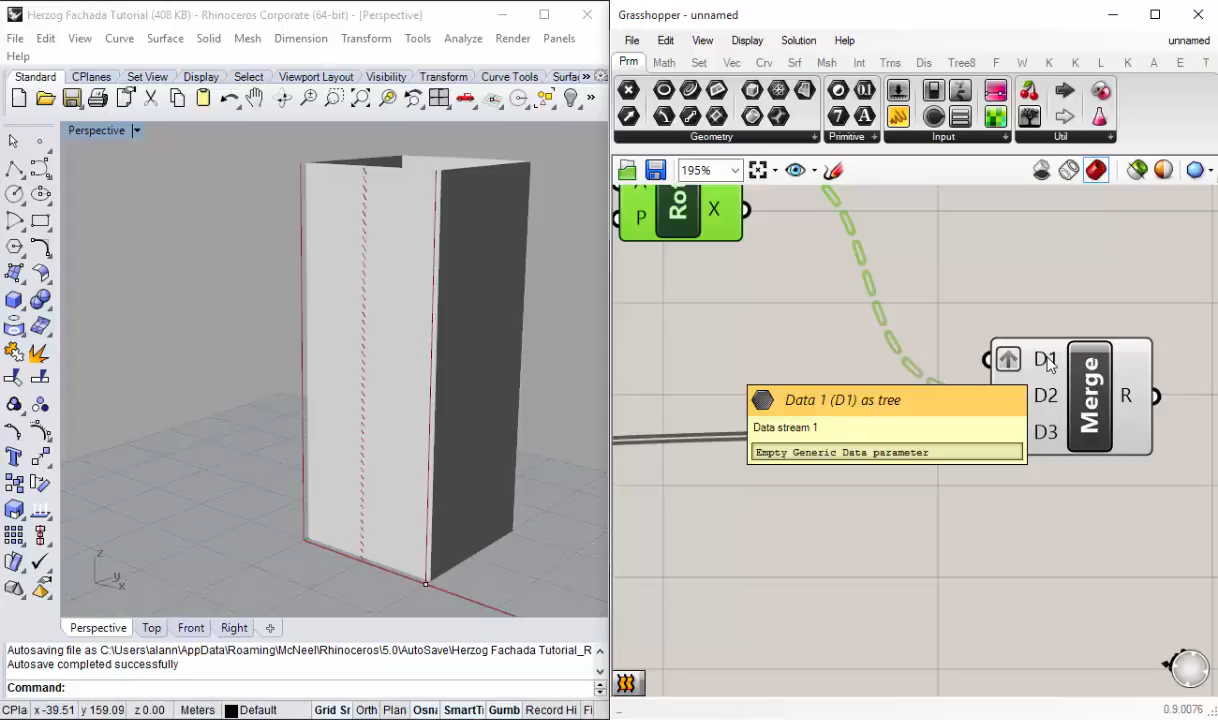 Herzog Fachada Tutorial (408 KB) - Rhinoceros Corporate (64-bit) - [Perspective]
File Edit View Curve Surface Solid Mesh Dimension Transform Tools Analyze Render Panels
Help
Standard CPlanes Set View Display Select Viewport Layout Visibility Transform Curve Tools Surfa »
»
Perspective
z
y
x
Perspective Top Front Right
Autosaving file as C:\Users\alann\AppData\Roaming\McNeel\Rhinoceros\5.0\AutoSave\Herzog Fachada Tutorial_R
Autosave completed successfully
Command:
CPla x -39.51 y 159.09 z 0.00 Meters Default Grid Sr Ortho Plan Osna SmartTi Gumb Record Hi Fi
Grasshopper - unnamed
File Edit View Display Solution Help unnamed
Prm Math Set Vec Crv Srf Msh Int Trns Dis Tree8 F W K K L K A E T
Geometry + Primitive + Input + Util +
195%
P Rot X
D1
D2 Merge R
D3
Data 1 (D1) as tree
Data stream 1
Empty Generic Data parameter
0.9.0076